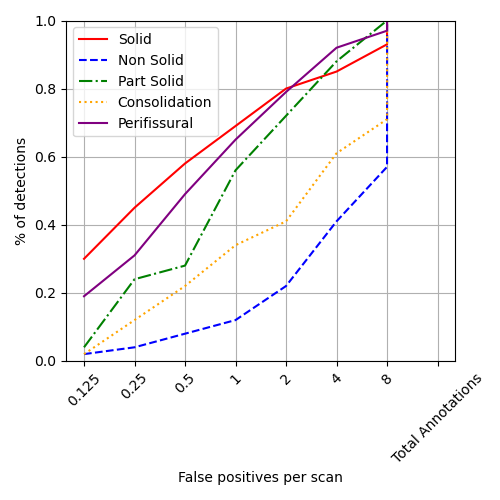 1.0
0.8
0.6
0.4
0.2
0.0
% of detections
Solid
Non Solid
Part Solid
Consolidation
Perifissural
0.125
0.25
0.5
1
2
4
8
Total Annotations
False positives per scan